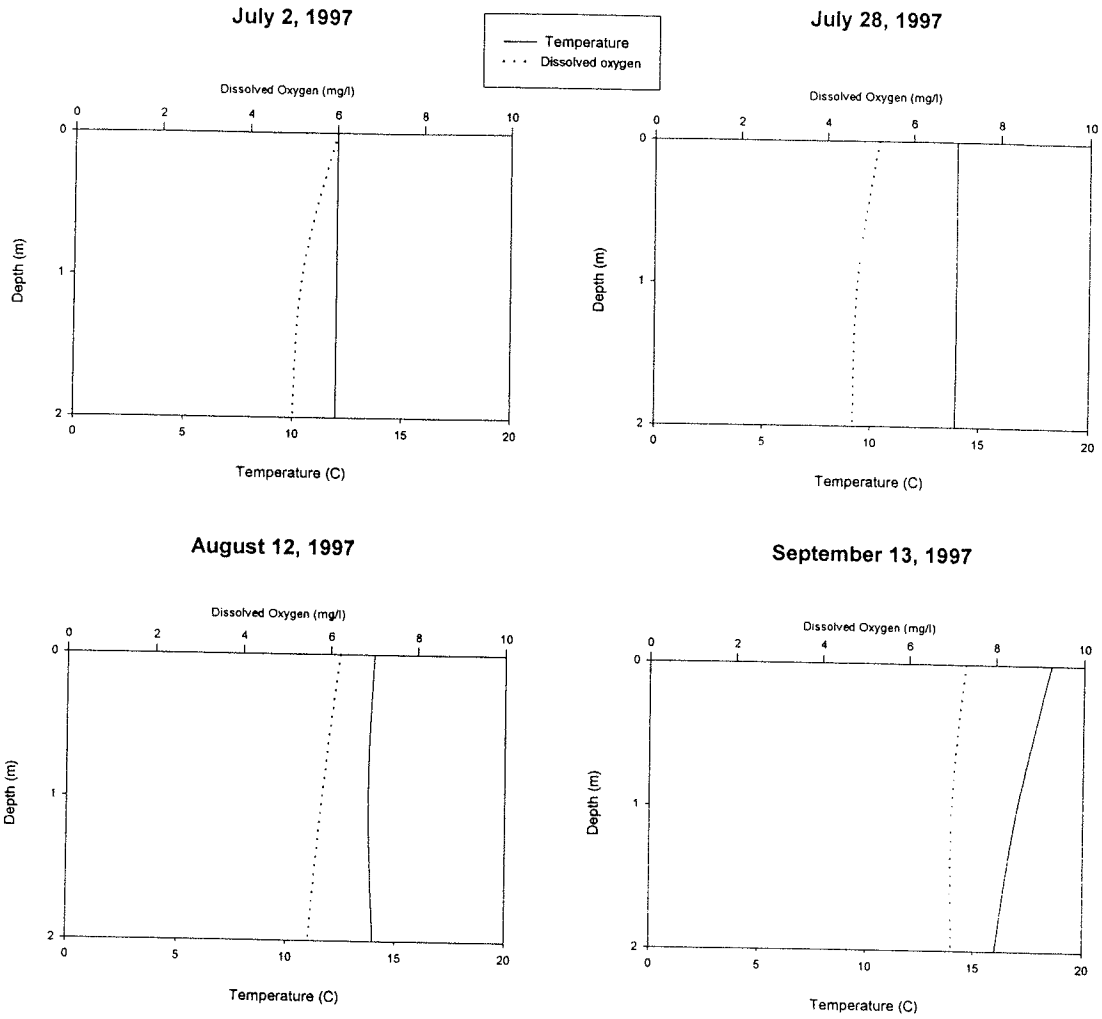 July 2, 1997
Temperature
Dissolved oxygen
July 28, 1997
Dissolved Oxygen (mg/l)
0 2 4 6 8 10
0
1
2
Depth (m)
0 5 10 15 20
Temperature (C)
Dissolved Oxygen (mg/l)
0 2 4 6 8 10
0
1
2
Depth (m)
0 5 10 15 20
Temperature (C)
August 12, 1997
Dissolved Oxygen (mg/l)
0 2 4 6 8 10
0
1
2
Depth (m)
0 5 10 15 20
Temperature (C)
September 13, 1997
Dissolved Oxygen (mg/l)
0 2 4 6 8 10
0
1
2
Depth (m)
0 5 10 15 20
Temperature (C)